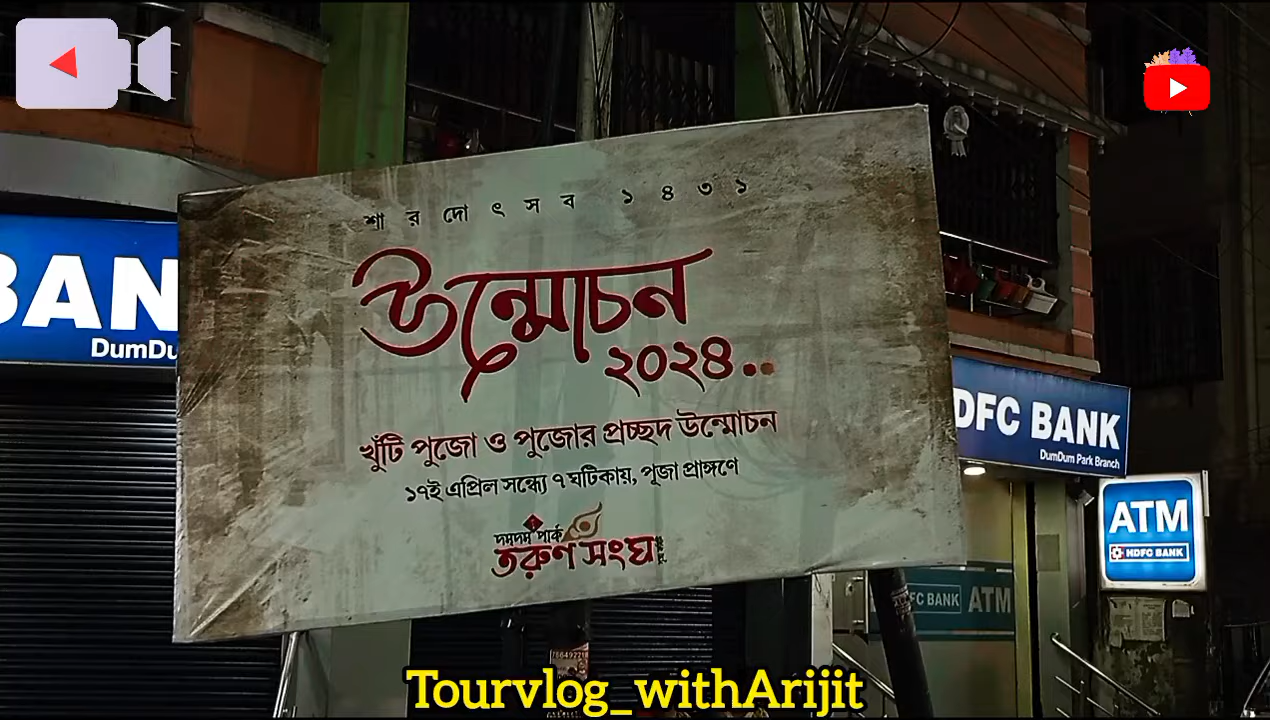 শারদোৎসব ১৪৩১
উন্মোচন
২০২৪..
খুঁটি পুজো ও পুজোর প্রচ্ছদ উন্মোচন
১৭ই এপ্রিল সন্ধ্যে ৭ ঘটিকায়, পূজা প্রাঙ্গণে
দমদম পার্ক
তরুণ সংঘ
BAN
DumDu
DFC BANK
DumDum Park Branch
ATM
HDFC BANK
FC BANK ATM
Tourvlog_withArijit